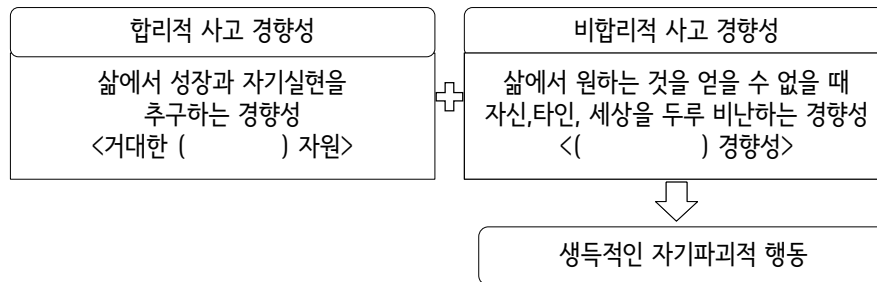 합리적 사고 경향성
삶에서 성장과 자기실현을
추구하는 경향성
<거대한 (          ) 자원>
비합리적 사고 경향성
삶에서 원하는 것을 얻을 수 없을 때
자신,타인, 세상을 두루 비난하는 경향성
<(          ) 경향성>
생득적인 자기파괴적 행동